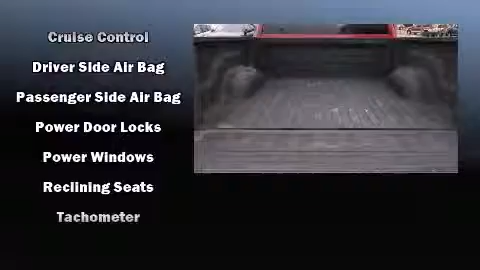 Cruise Control
Driver Side Air Bag
Passenger Side Air Bag
Power Door Locks
Power Windows
Reclining Seats
Tachometer